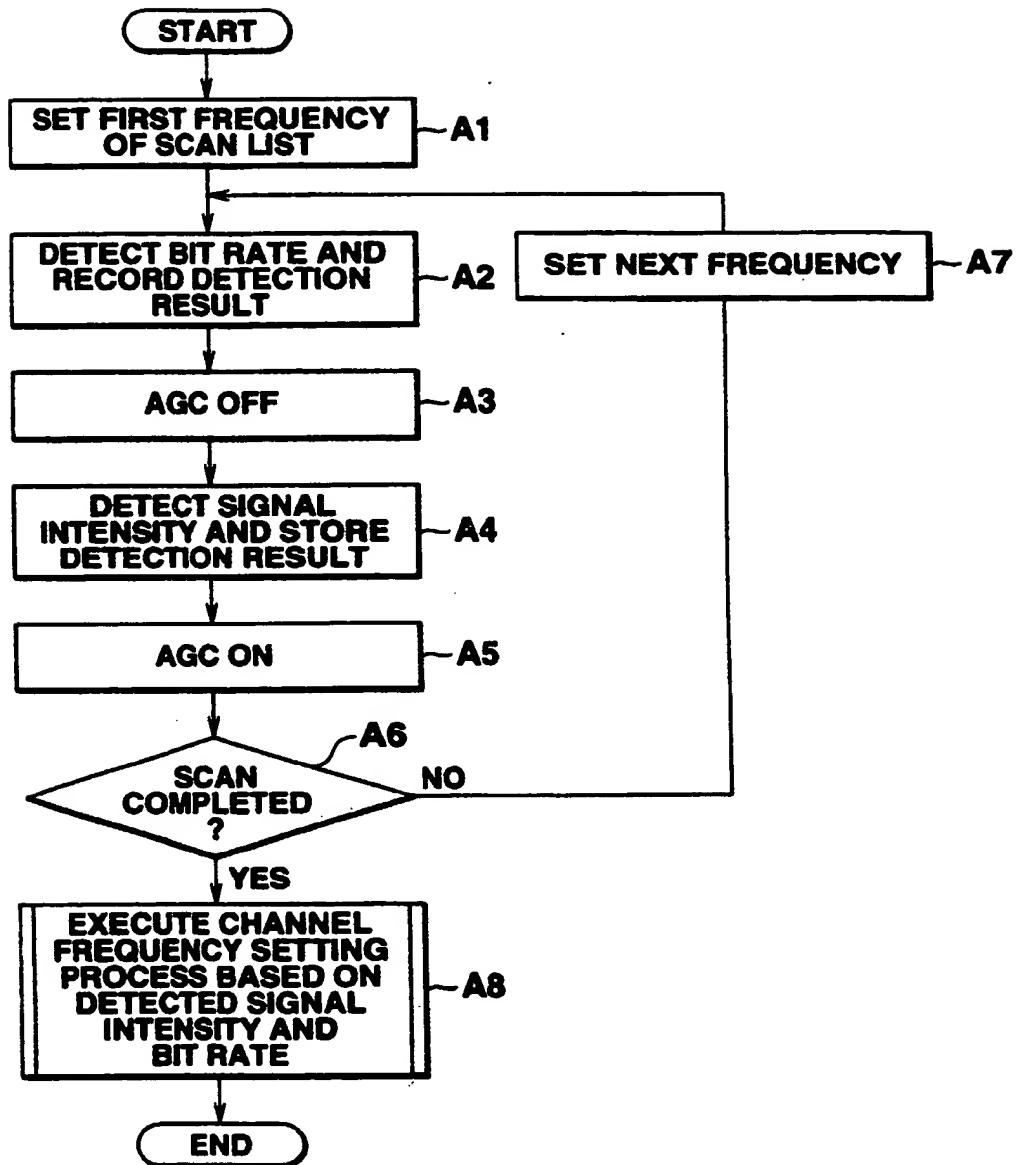 START
SET FIRST FREQUENCY
OF SCAN LIST
A1
DETECT BIT RATE AND
RECORD DETECTION
RESULT
A2
SET NEXT FREQUENCY
A7
AGC OFF
A3
DETECT SIGNAL
INTENSITY AND STORE
DETECTION RESULT
A4
AGC ON
A5
A6
SCAN
COMPLETED
?
NO
YES
EXECUTE CHANNEL
FREQUENCY SETTING
PROCESS BASED ON
DETECTED SIGNAL
INTENSITY AND
BIT RATE
A8
END